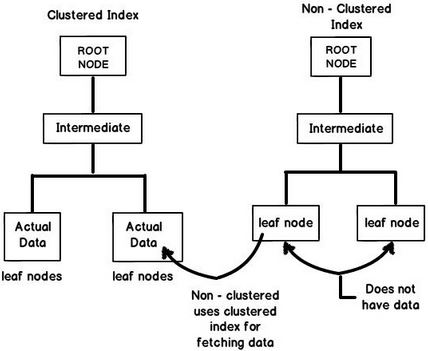 Clustered Index
ROOT
NODE
Intermediate
Actual
Data
leaf nodes
Actual
Data
leaf nodes
Non - Clustered
Index
ROOT
NODE
Intermediate
leaf node
leaf node
Non - clustered
uses clustered
index for
fetching data
Does not
have data